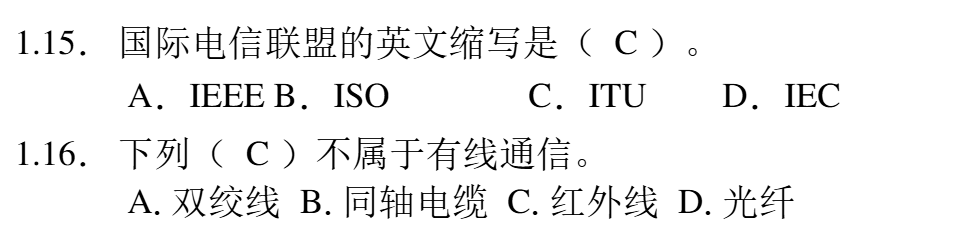 1.15． 国际电信联盟的英文缩写是（ C ）。
A．IEEE B．ISO C．ITU D．IEC
1.16． 下列（ C ）不属于有线通信。
A. 双绞线 B. 同轴电缆 C. 红外线 D. 光纤